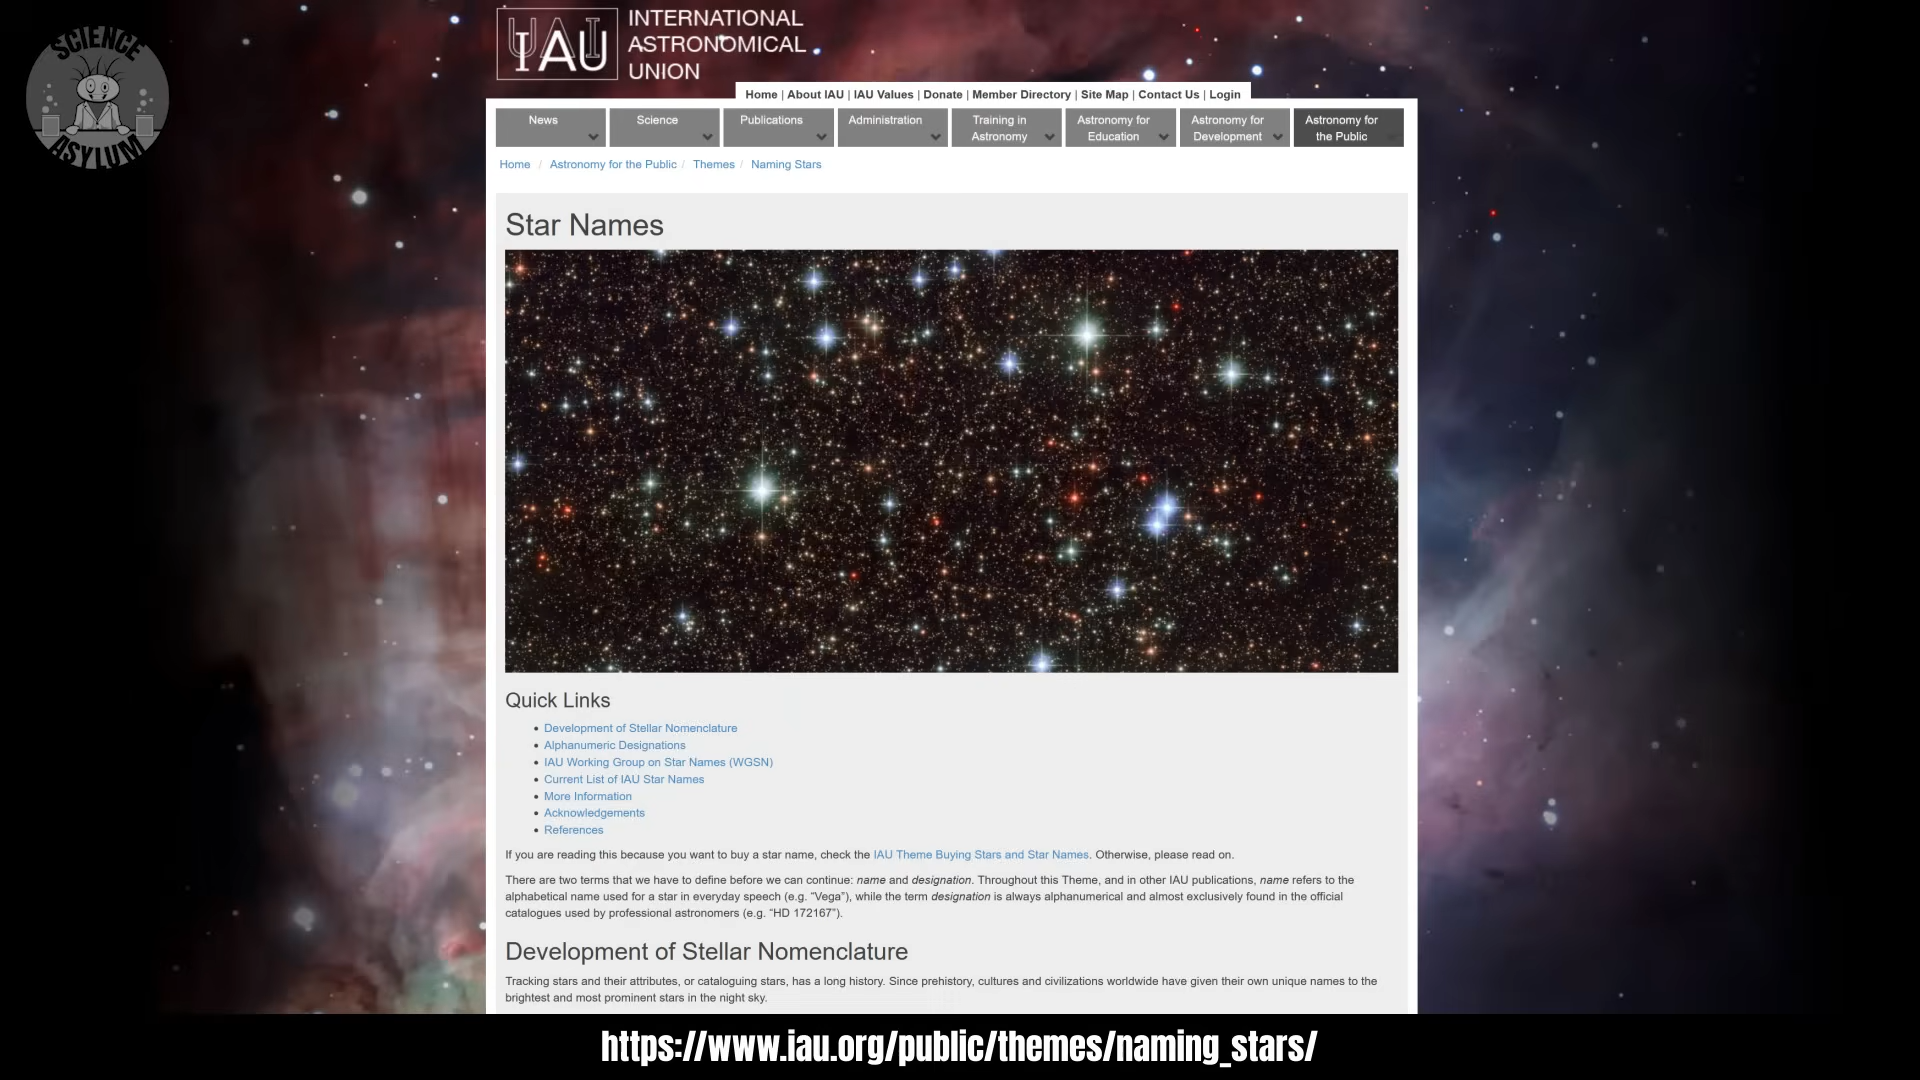 SCIENCE
ASYLUM
IAU
INTERNATIONAL
ASTRONOMICAL
UNION
Home | About IAU | IAU Values | Donate | Member Directory | Site Map | Contact Us | Login
News
Science
Publications
Administration
Training in
Astronomy
Astronomy for
Education
Astronomy for
Development
Astronomy for
the Public
Home / Astronomy for the Public / Themes / Naming Stars
Star Names
Quick Links
• Development of Stellar Nomenclature
• Alphanumeric Designations
• IAU Working Group on Star Names (WGSN)
• Current List of IAU Star Names
• More Information
• Acknowledgements
• References
If you are reading this because you want to buy a star name, check the IAU Theme Buying Stars and Star Names. Otherwise, please read on.
There are two terms that we have to define before we can continue: name and designation. Throughout this Theme, and in other IAU publications, name refers to the
alphabetical name used for a star in everyday speech (e.g. “Vega”), while the term designation is always alphanumerical and almost exclusively found in the official
catalogues used by professional astronomers (e.g. “HD 172167”).
Development of Stellar Nomenclature
Tracking stars and their attributes, or cataloguing stars, has a long history. Since prehistory, cultures and civilizations worldwide have given their own unique names to the
brightest and most prominent stars in the night sky.
https://www.iau.org/public/themes/naming_stars/